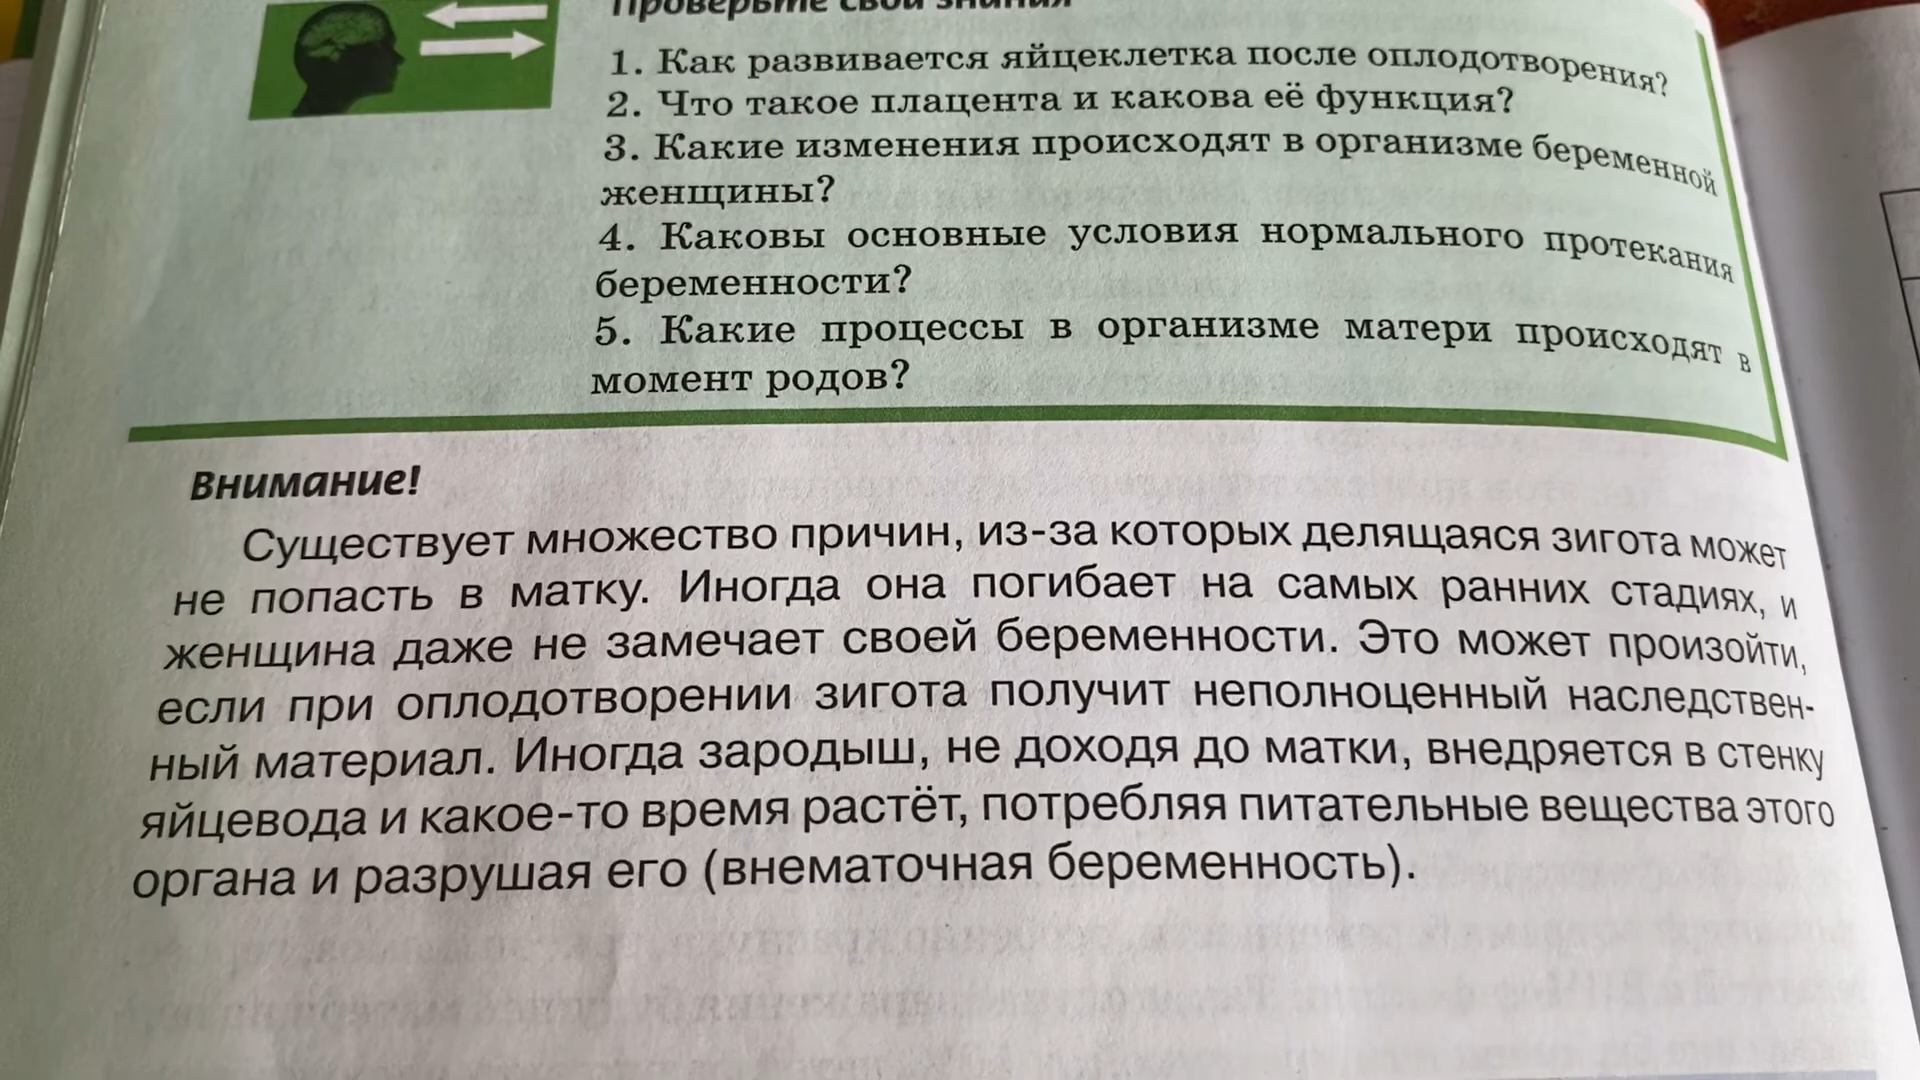 Проверьте свои знания
1. Как развивается яйцеклетка после оплодотворения?
2. Что такое плацента и какова её функция?
3. Какие изменения происходят в организме беременной
женщины?
4. Каковы основные условия нормального протекания
беременности?
5. Какие процессы в организме матери происходят в
момент родов?
Внимание!
Существует множество причин, из-за которых делящаяся зигота может
не попасть в матку. Иногда она погибает на самых ранних стадиях, и
женщина даже не замечает своей беременности. Это может произойти,
если при оплодотворении зигота получит неполноценный наследствен-
ный материал. Иногда зародыш, не доходя до матки, внедряется в стенку
яйцевода и какое-то время растёт, потребляя питательные вещества этого
органа и разрушая его (внематочная беременность).